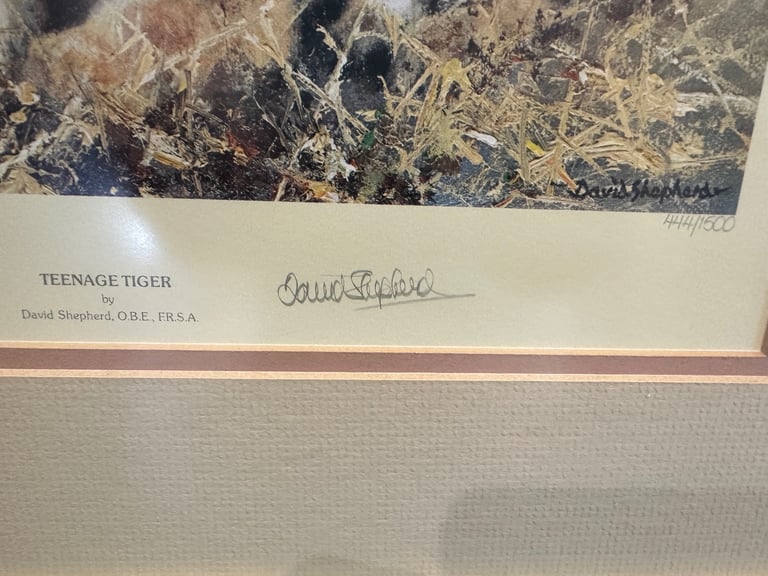 David Shepherd
444/1500
TEENAGE TIGER
by
David Shepherd, O.B.E., F.R.S.A.
David Shepherd